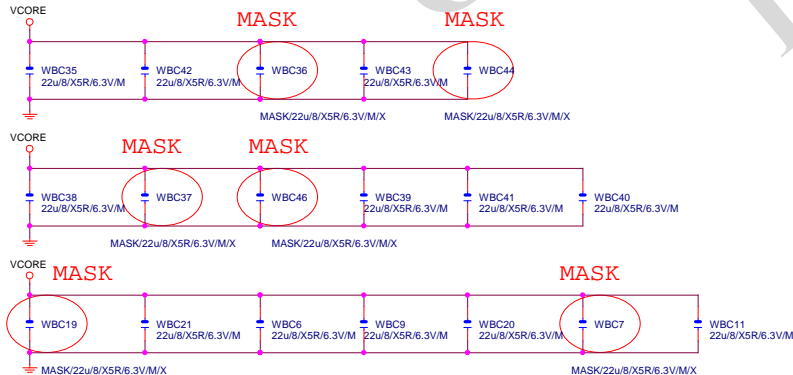 VCORE
MASK MASK
WBC35 WBC42 WBC36 WBC43 WBC44
22u/8/X5R/6.3V/M 22u/8/X5R/6.3V/M 22u/8/X5R/6.3V/M
MASK/22u/8/X5R/6.3V/M/X MASK/22u/8/X5R/6.3V/M/X
VCORE
MASK MASK
WBC38 WBC37 WBC46 WBC39 WBC41 WBC40
22u/8/X5R/6.3V/M 22u/8/X5R/6.3V/M 22u/8/X5R/6.3V/M 22u/8/X5R/6.3V/M
MASK/22u/8/X5R/6.3V/M/X MASK/22u/8/X5R/6.3V/M/X
VCORE
MASK MASK
WBC19 WBC21 WBC6 WBC9 WBC20 WBC7 WBC11
22u/8/X5R/6.3V/M 22u/8/X5R/6.3V/M 22u/8/X5R/6.3V/M 22u/8/X5R/6.3V/M 22u/8/X5R/6.3V/M
MASK/22u/8/X5R/6.3V/M/X MASK/22u/8/X5R/6.3V/M/X